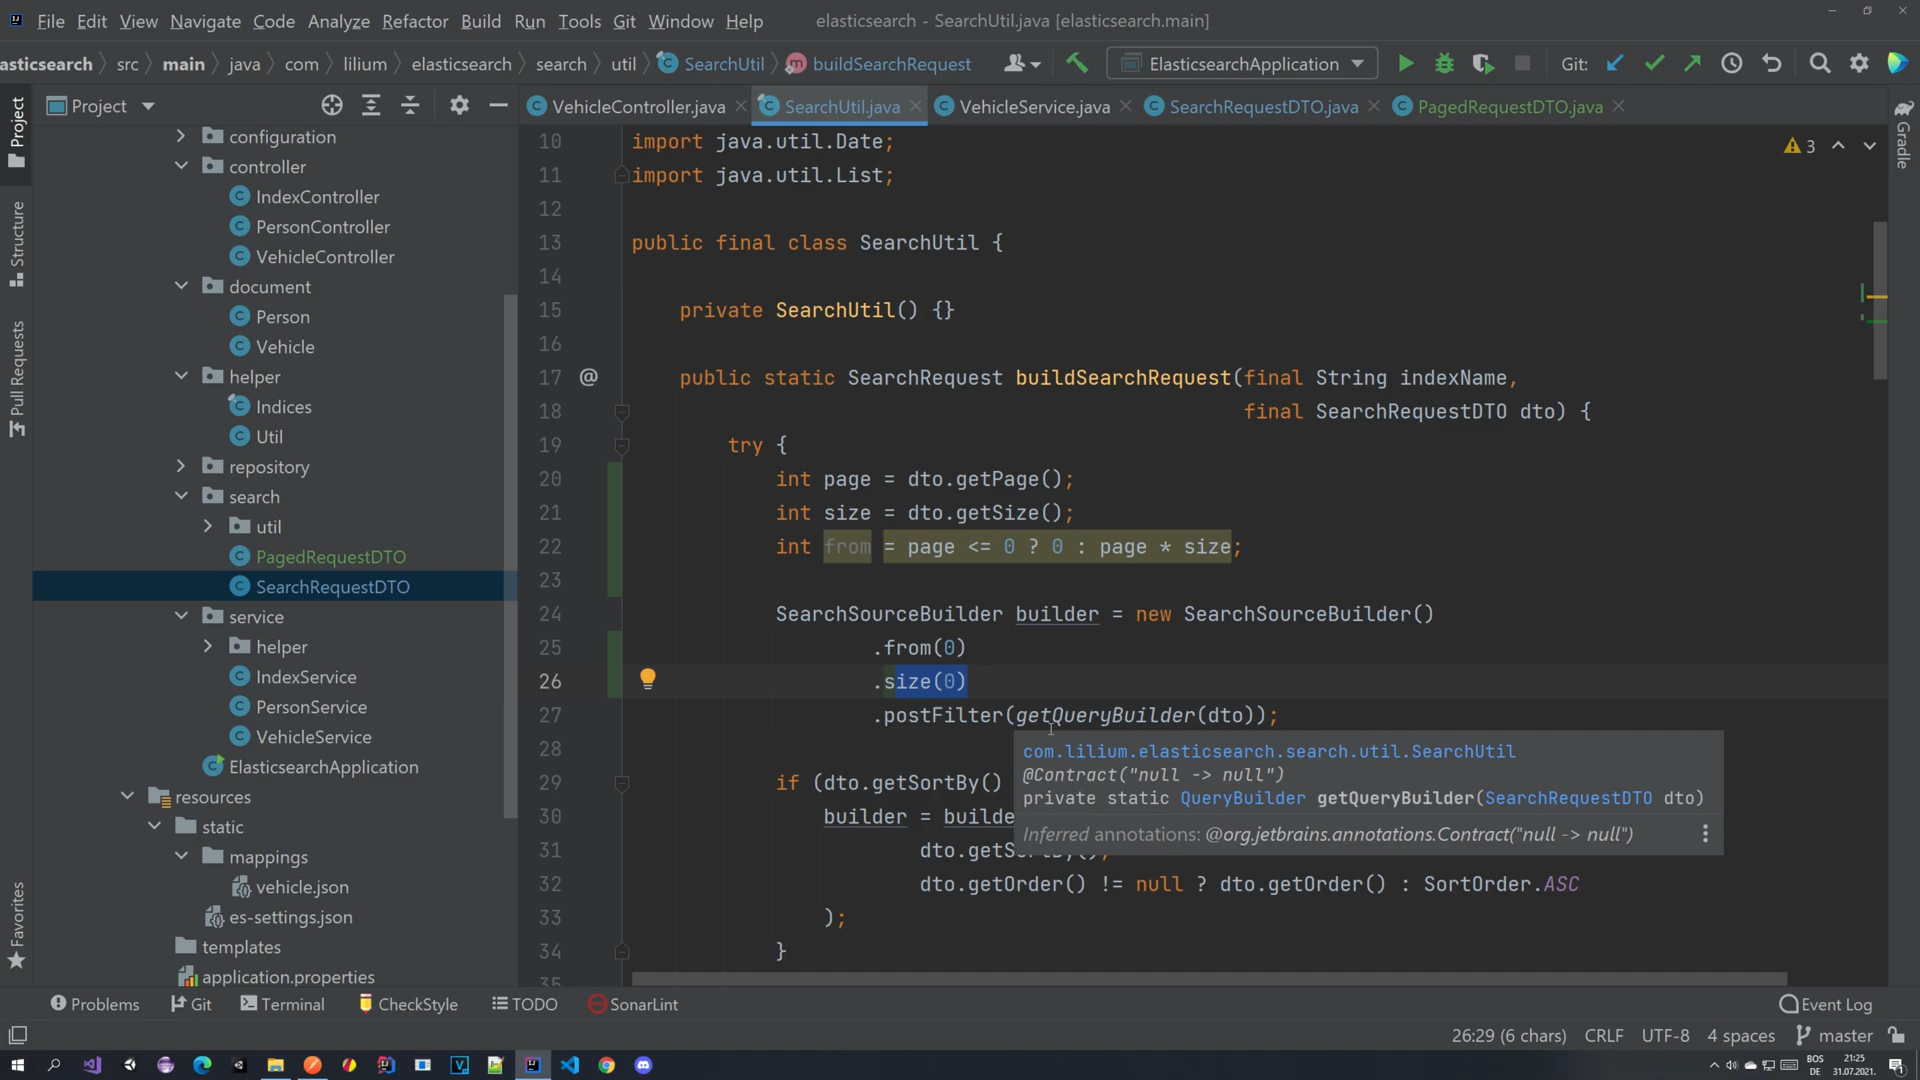 File Edit View Navigate Code Analyze Refactor Build Run Tools Git Window Help elasticsearch - SearchUtil.java [elasticsearch.main]
asticsearch src main java com lilium elasticsearch search util SearchUtil buildSearchRequest ElasticsearchApplication Git:
Project VehicleController.java SearchUtil.java VehicleService.java SearchRequestDTO.java PagedRequestDTO.java
Project
Structure
Pull Requests
Favorites
Gradle
configuration
controller
IndexController
PersonController
VehicleController
document
Person
Vehicle
helper
Indices
Util
repository
search
util
PagedRequestDTO
SearchRequestDTO
service
helper
IndexService
PersonService
VehicleService
ElasticsearchApplication
resources
static
mappings
vehicle.json
es-settings.json
templates
application.properties
3
10 import java.util.Date;
11 import java.util.List;
12
13 public final class SearchUtil {
14
15 private SearchUtil() {}
16
17 @ public static SearchRequest buildSearchRequest(final String indexName,
18 final SearchRequestDTO dto) {
19 try {
20 int page = dto.getPage();
21 int size = dto.getSize();
22 int from = page <= 0 ? 0 : page * size;
23
24 SearchSourceBuilder builder = new SearchSourceBuilder()
25 .from(0)
26 .size(0)
27 .postFilter(getQueryBuilder(dto));
28
29 if (dto.getSortBy()
30 builder = builde
31 dto.getSortBy(),
32 dto.getOrder() != null ? dto.getOrder() : SortOrder.ASC
33 );
34 }
35
com.lilium.elasticsearch.search.util.SearchUtil
@Contract("null -> null")
private static QueryBuilder getQueryBuilder(SearchRequestDTO dto)
Inferred annotations: @org.jetbrains.annotations.Contract("null -> null")
Problems Git Terminal CheckStyle TODO SonarLint Event Log
26:29 (6 chars) CRLF UTF-8 4 spaces master
BOS
DE
21:25
31.07.2021.